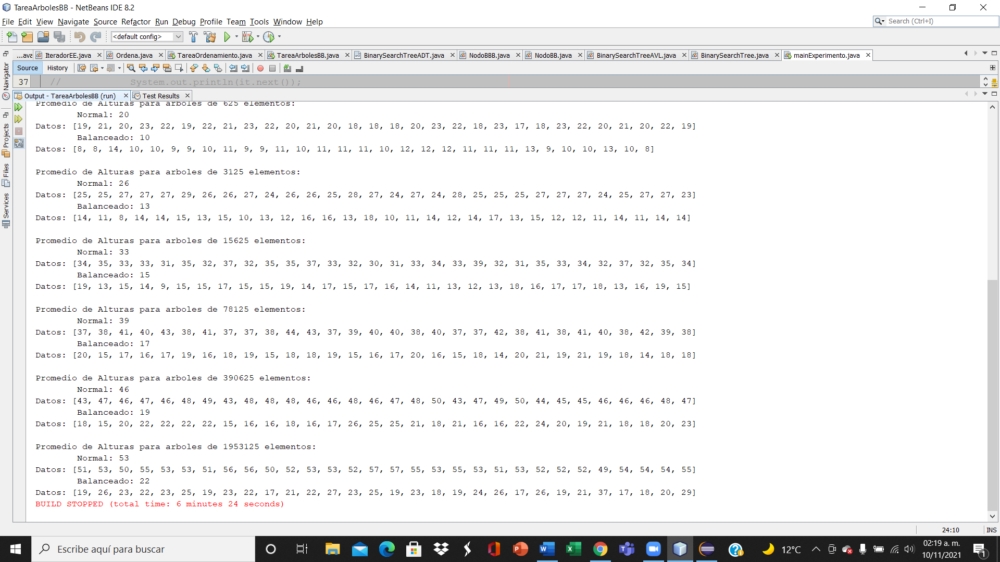 TareaArbolesBB - NetBeans IDE 8.2
File Edit View Navigate Source Refactor Run Debug Profile Team Tools Window Help
Search (Ctrl+I)
<default config>
...ava IteradorEE.java Ordena.java TareaOrdenamiento.java TareaArbolesBB.java BinarySearchTreeADT.java NodoBBB.java NodoBB.java BinarySearchTreeAVL.java BinarySearchTree.java mainExperimento.java
Source History
37 // System.out.println(it.next());
Output - TareaArbolesBB (run) Test Results
Navigator
Projects
Files
Services
Promedio de Alturas para arboles de 625 elementos:
Normal: 20
Datos: [19, 21, 20, 23, 22, 19, 22, 21, 23, 22, 20, 21, 20, 18, 18, 18, 20, 23, 22, 18, 23, 17, 18, 23, 22, 20, 21, 20, 22, 19]
Balanceado: 10
Datos: [8, 8, 14, 10, 10, 9, 9, 10, 11, 9, 9, 11, 10, 11, 11, 11, 10, 12, 12, 12, 11, 11, 11, 13, 9, 10, 10, 13, 10, 8]
Promedio de Alturas para arboles de 3125 elementos:
Normal: 26
Datos: [25, 25, 27, 27, 27, 29, 26, 26, 27, 24, 26, 26, 25, 28, 27, 24, 27, 24, 28, 25, 25, 25, 27, 27, 27, 24, 25, 27, 27, 23]
Balanceado: 13
Datos: [14, 11, 8, 14, 14, 15, 13, 15, 10, 13, 12, 16, 16, 13, 18, 10, 11, 14, 12, 14, 17, 13, 15, 12, 12, 11, 14, 11, 14, 14]
Promedio de Alturas para arboles de 15625 elementos:
Normal: 33
Datos: [34, 35, 33, 33, 31, 35, 32, 37, 32, 35, 35, 37, 33, 32, 30, 31, 33, 34, 33, 39, 32, 31, 35, 33, 34, 32, 37, 32, 35, 34]
Balanceado: 15
Datos: [19, 13, 15, 14, 9, 15, 15, 17, 15, 15, 19, 14, 17, 15, 17, 16, 14, 11, 13, 12, 13, 18, 16, 17, 17, 18, 13, 16, 19, 15]
Promedio de Alturas para arboles de 78125 elementos:
Normal: 39
Datos: [37, 38, 41, 40, 43, 38, 41, 37, 37, 38, 44, 43, 37, 39, 40, 40, 38, 40, 37, 37, 42, 38, 41, 38, 41, 40, 38, 42, 39, 38]
Balanceado: 17
Datos: [20, 15, 17, 16, 17, 19, 16, 18, 19, 15, 18, 18, 19, 15, 16, 17, 20, 16, 15, 18, 14, 20, 21, 19, 21, 19, 18, 14, 18, 18]
Promedio de Alturas para arboles de 390625 elementos:
Normal: 46
Datos: [43, 47, 46, 47, 46, 48, 49, 43, 48, 48, 48, 46, 46, 48, 46, 47, 48, 50, 43, 47, 49, 50, 44, 45, 45, 46, 46, 46, 48, 47]
Balanceado: 19
Datos: [18, 15, 20, 22, 22, 22, 22, 15, 16, 16, 18, 16, 17, 26, 25, 25, 21, 18, 21, 16, 16, 22, 24, 20, 19, 21, 18, 18, 20, 23]
Promedio de Alturas para arboles de 1953125 elementos:
Normal: 53
Datos: [51, 53, 50, 55, 53, 53, 51, 56, 56, 50, 52, 53, 53, 52, 57, 57, 55, 53, 55, 53, 51, 53, 52, 52, 52, 49, 54, 54, 54, 55]
Balanceado: 22
Datos: [19, 26, 23, 22, 23, 25, 19, 23, 22, 17, 21, 22, 27, 23, 25, 19, 23, 18, 19, 24, 26, 17, 26, 19, 21, 37, 17, 18, 20, 29]
BUILD STOPPED (total time: 6 minutes 24 seconds)
24:10 INS
Escribe aquí para buscar
12°C
02:19 a. m.
10/11/2021
1